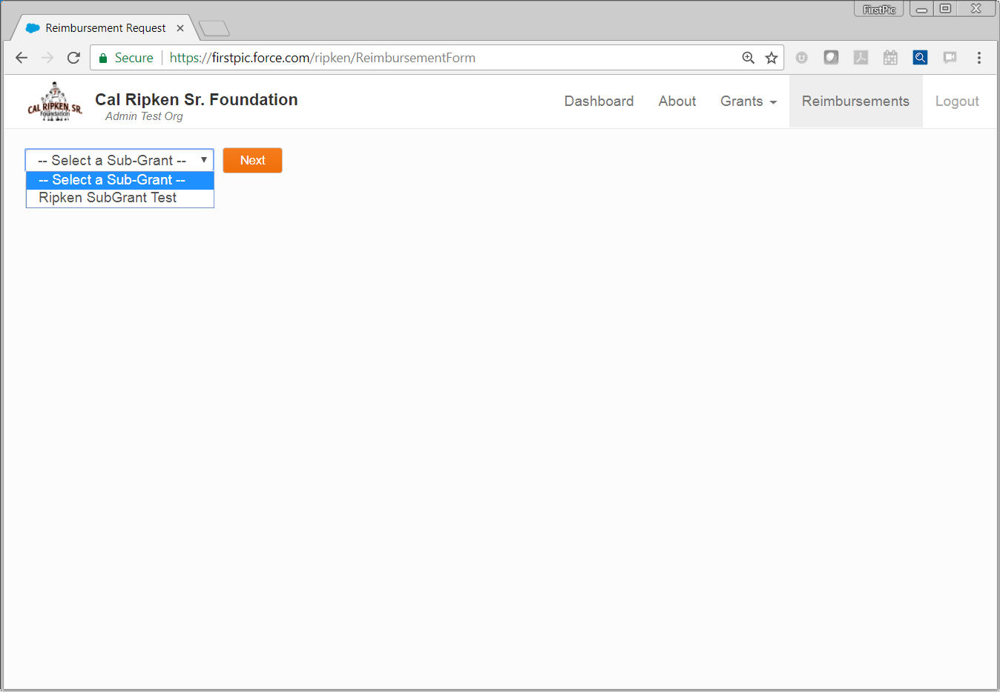 FirstPic
Reimbursement Request
Secure https://firstpic.force.com/ripken/ReimbursementForm
CAL RIPKEN, SR.
Foundation
Cal Ripken Sr. Foundation
Admin Test Org
Dashboard About Grants Reimbursements Logout
-- Select a Sub-Grant -- Next
-- Select a Sub-Grant --
Ripken SubGrant Test